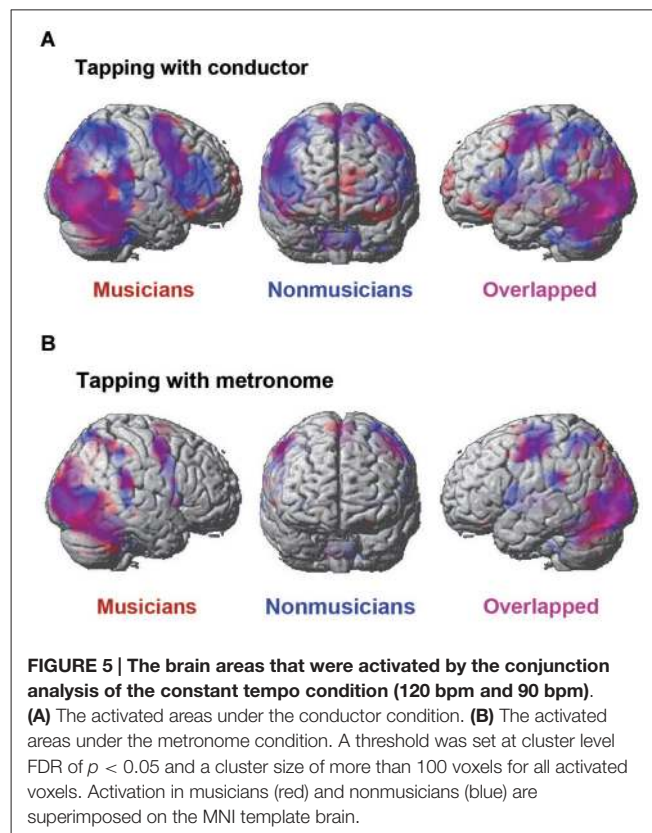 A
Tapping with conductor
Musicians Nonmusicians Overlapped
B
Tapping with metronome
Musicians Nonmusicians Overlapped
FIGURE 5 | The brain areas that were activated by the conjunction
analysis of the constant tempo condition (120 bpm and 90 bpm).
(A) The activated areas under the conductor condition. (B) The activated
areas under the metronome condition. A threshold was set at cluster level
FDR of p < 0.05 and a cluster size of more than 100 voxels for all activated
voxels. Activation in musicians (red) and nonmusicians (blue) are
superimposed on the MNI template brain.